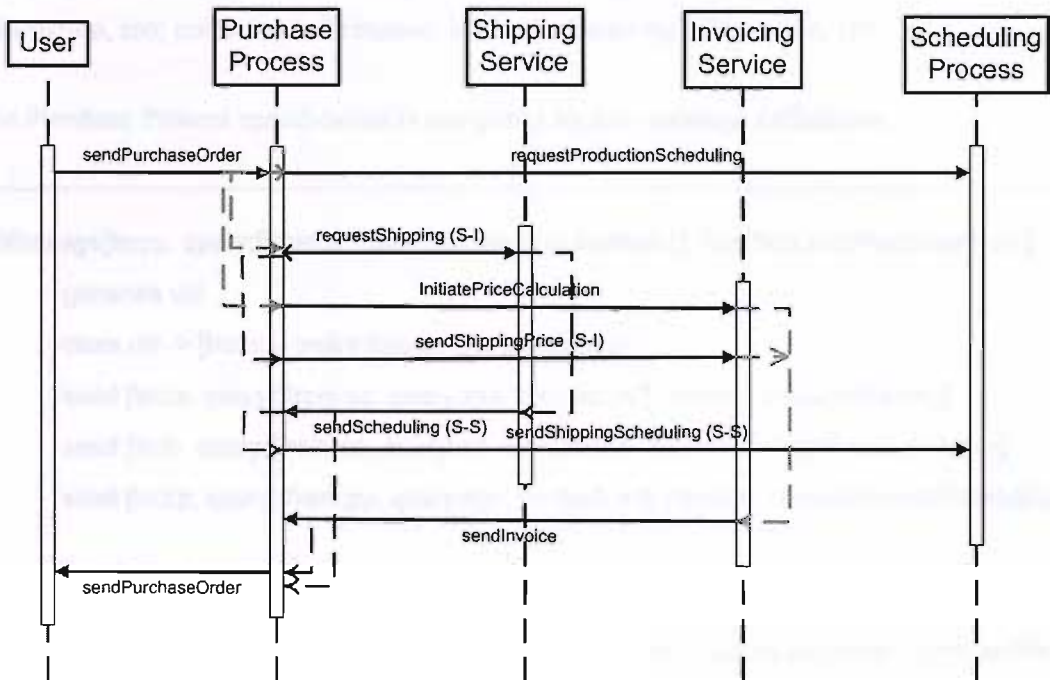 User
Purchase
Process
Shipping
Service
Invoicing
Service
Scheduling
Process
sendPurchaseOrder
requestProductionScheduling
requestShipping (S-I)
InitiatePriceCalculation
sendShippingPrice (S-I)
sendScheduling (S-S)
sendShippingScheduling (S-S)
sendInvoice
sendPurchaseOrder